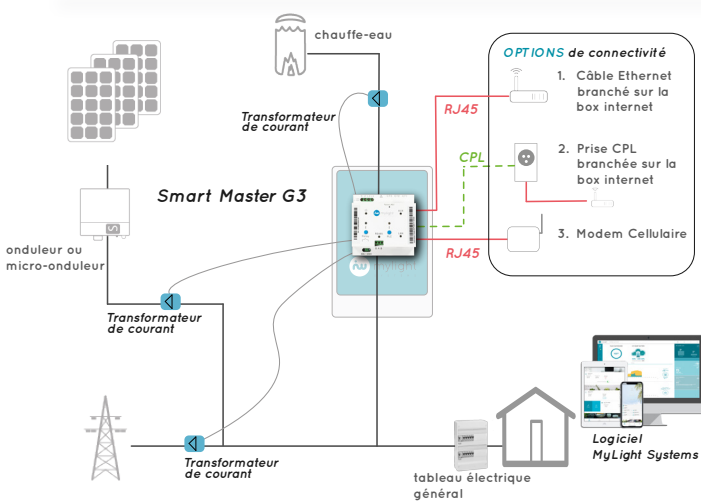 chauffe-eau
OPTIONS de connectivité
1. Câble Ethernet
branché sur la
box internet
RJ45
Transformateur
de courant
CPL
2. Prise CPL
branchée sur la
box internet
Smart Master G3
3. Modem Cellulaire
RJ45
mylight
onduleur ou
micro-onduleur
Transformateur
de courant
Logiciel
MyLight Systems
Transformateur
de courant
tableau électrique
général